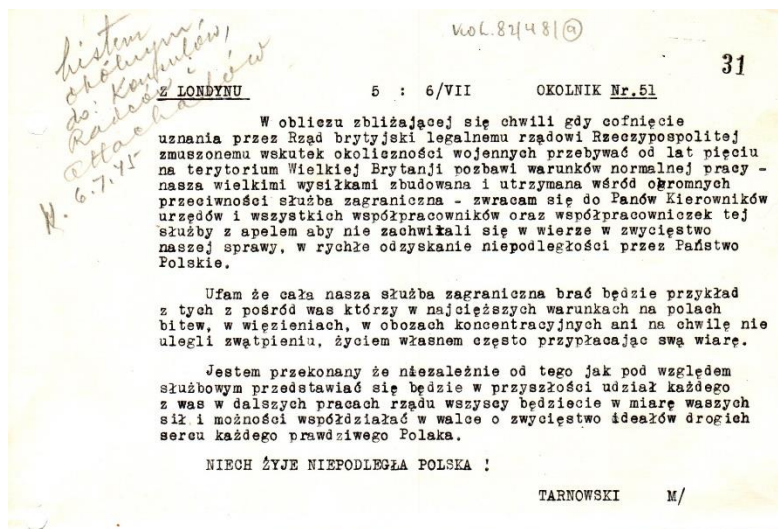 listem
okólnym
do: Konsulów,
Radców i
Attachatów
N. 6.7.45
KOL. 82/48/a
31
Z LONDYNU 5 : 6/VII OKOLNIK Nr.51
W obliczu zbliżającej się chwili gdy cofnięcie
uznania przez Rząd brytyjski legalnemu rządowi Rzeczypospolitej
zmuszonemu wskutek okoliczności wojennych przebywać od lat pięciu
na terytorium Wielkiej Brytanji pozbawi warunków normalnej pracy -
nasza wielkimi wysiłkami zbudowana i utrzymana wśród ogromnych
przeciwności służba zagraniczna - zwracam się do Panów Kierowników
urzędów i wszystkich współpracowników oraz współpracowniczek tej
służby z apelem aby nie zachwitali się w wierze w zwycięstwo
naszej sprawy, w rychłe odzyskanie niepodległości przez Państwo
Polskie.
Ufam że cała nasza służba zagraniczna brać będzie przykład
z tych z pośród was którzy w najcięższych warunkach na polach
bitew, w więzieniach, w obozach koncentracyjnych ani na chwilę nie
ulegli zwątpieniu, życiem własnem często przypłacając swą wiarę.
Jestem przekonany że niezależnie od tego jak pod względem
służbowym przedstawiać się będzie w przyszłości udział każdego
z was w dalszych pracach rządu wszyscy będziecie w miarę waszych
sił i możności współdziałać w walce o zwycięstwo ideałów drogich
sercu każdego prawdziwego Polaka.
NIECH ŻYJE NIEPODLEGŁA POLSKA !
TARNOWSKI M/